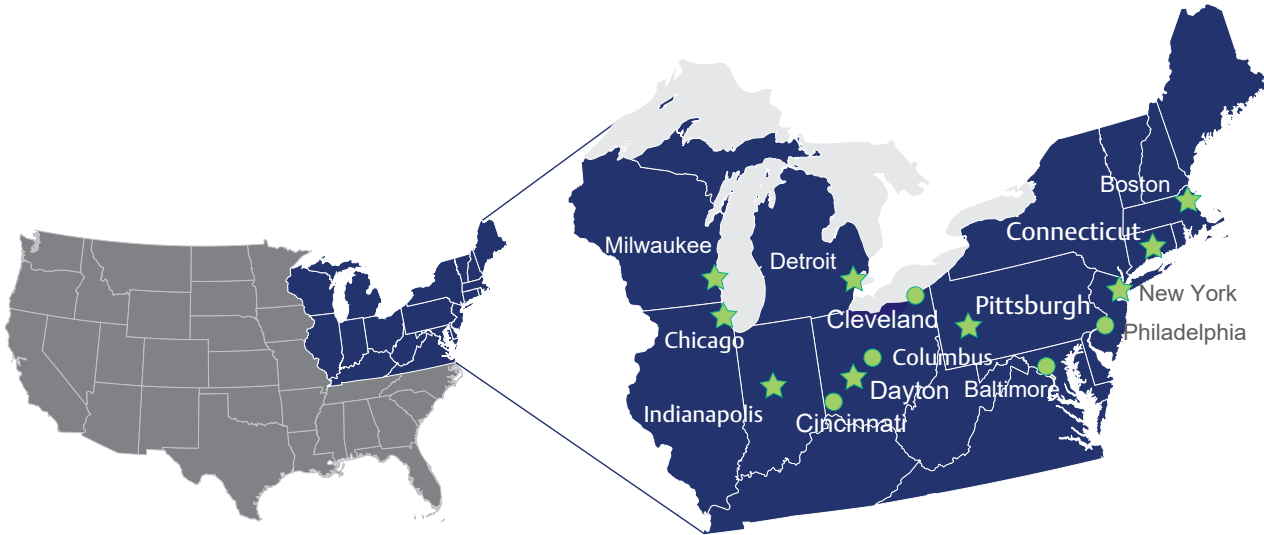 Boston
Connecticut
Milwaukee
Detroit
New York
Pittsburgh
Cleveland
Philadelphia
Chicago
Columbus
Dayton
Baltimore
Indianapolis
Cincinnati